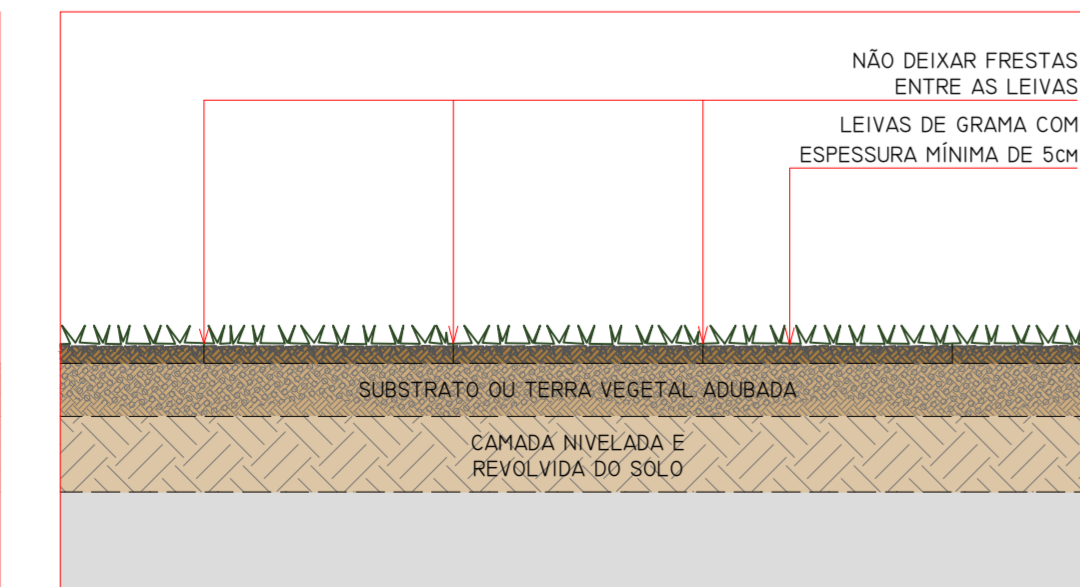 NÃO DEIXAR FRESTAS
ENTRE AS LEIVAS
LEIVAS DE GRAMA COM
ESPESSURA MÍNIMA DE 5CM
SUBSTRATO OU TERRA VEGETAL ADUBADA
CAMADA NIVELADA E
REVOLVIDA DO SOLO